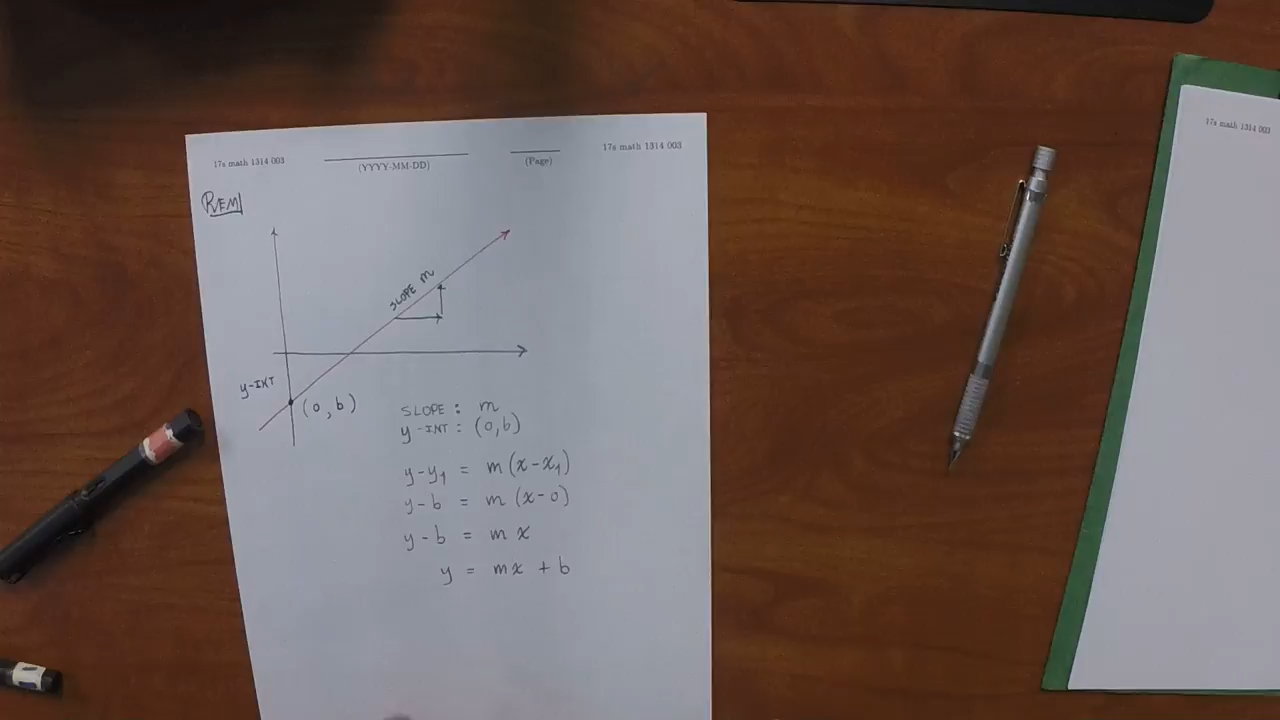 17s math 1314 003
(YYYY-MM-DD)
(Page)
17s math 1314 003
REM
SLOPE m
y-INT
(0, b)
SLOPE: m
y-INT: (0,b)
y-y₁ = m(x-x₁)
y-b = m(x-0)
y-b = mx
y = mx + b
17s math 1314 003